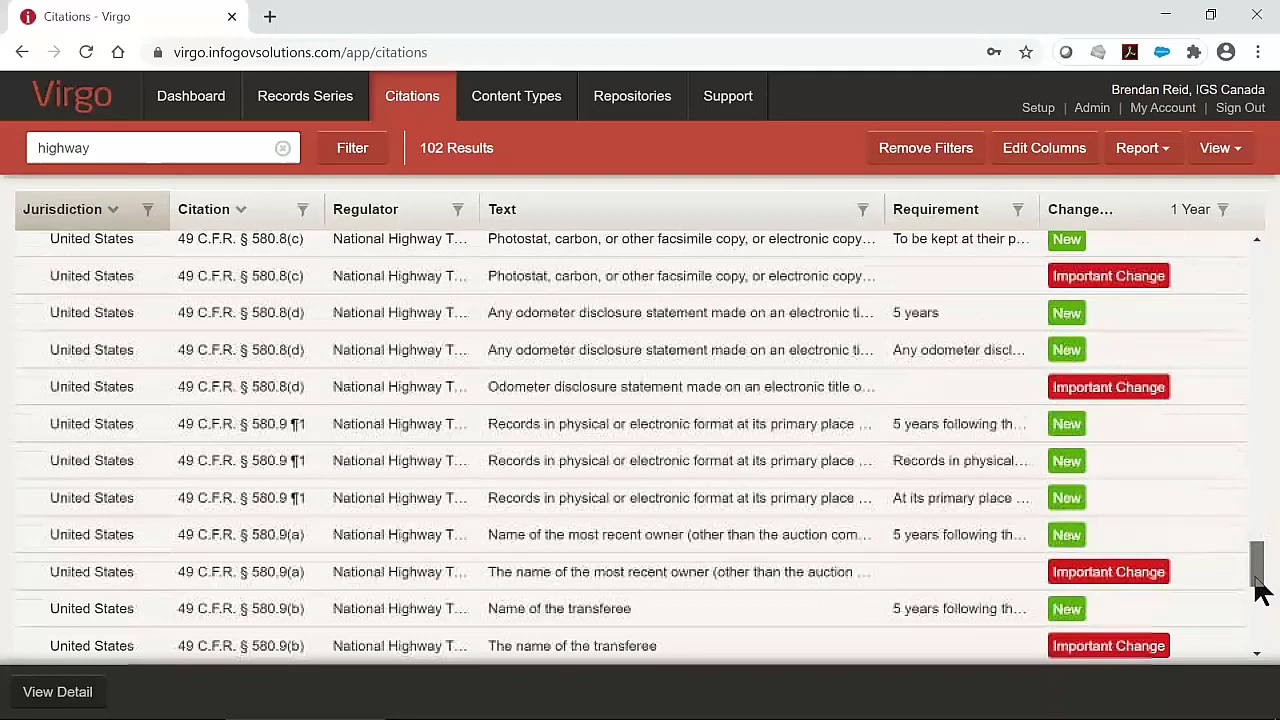 Citations - Virgo
virgo.infogovsolutions.com/app/citations
Virgo Dashboard Records Series Citations Content Types Repositories Support
Brendan Reid, IGS Canada
Setup | Admin | My Account | Sign Out
highway Filter 102 Results Remove Filters Edit Columns Report View
Jurisdiction Citation Regulator Text Requirement Change... 1 Year
United States 49 C.F.R. § 580.8(c) National Highway T... Photostat, carbon, or other facsimile copy, or electronic copy... To be kept at their p... New
United States 49 C.F.R. § 580.8(c) National Highway T... Photostat, carbon, or other facsimile copy, or electronic copy... Important Change
United States 49 C.F.R. § 580.8(d) National Highway T... Any odometer disclosure statement made on an electronic ti... 5 years New
United States 49 C.F.R. § 580.8(d) National Highway T... Any odometer disclosure statement made on an electronic ti... Any odometer discl... New
United States 49 C.F.R. § 580.8(d) National Highway T... Odometer disclosure statement made on an electronic title o... Important Change
United States 49 C.F.R. § 580.9 ¶1 National Highway T... Records in physical or electronic format at its primary place ... 5 years following th... New
United States 49 C.F.R. § 580.9 ¶1 National Highway T... Records in physical or electronic format at its primary place ... Records in physical... New
United States 49 C.F.R. § 580.9 ¶1 National Highway T... Records in physical or electronic format at its primary place ... At its primary place ... New
United States 49 C.F.R. § 580.9(a) National Highway T... Name of the most recent owner (other than the auction com... 5 years following th... New
United States 49 C.F.R. § 580.9(a) National Highway T... The name of the most recent owner (other than the auction ... Important Change
United States 49 C.F.R. § 580.9(b) National Highway T... Name of the transferee 5 years following th... New
United States 49 C.F.R. § 580.9(b) National Highway T... The name of the transferee Important Change
View Detail